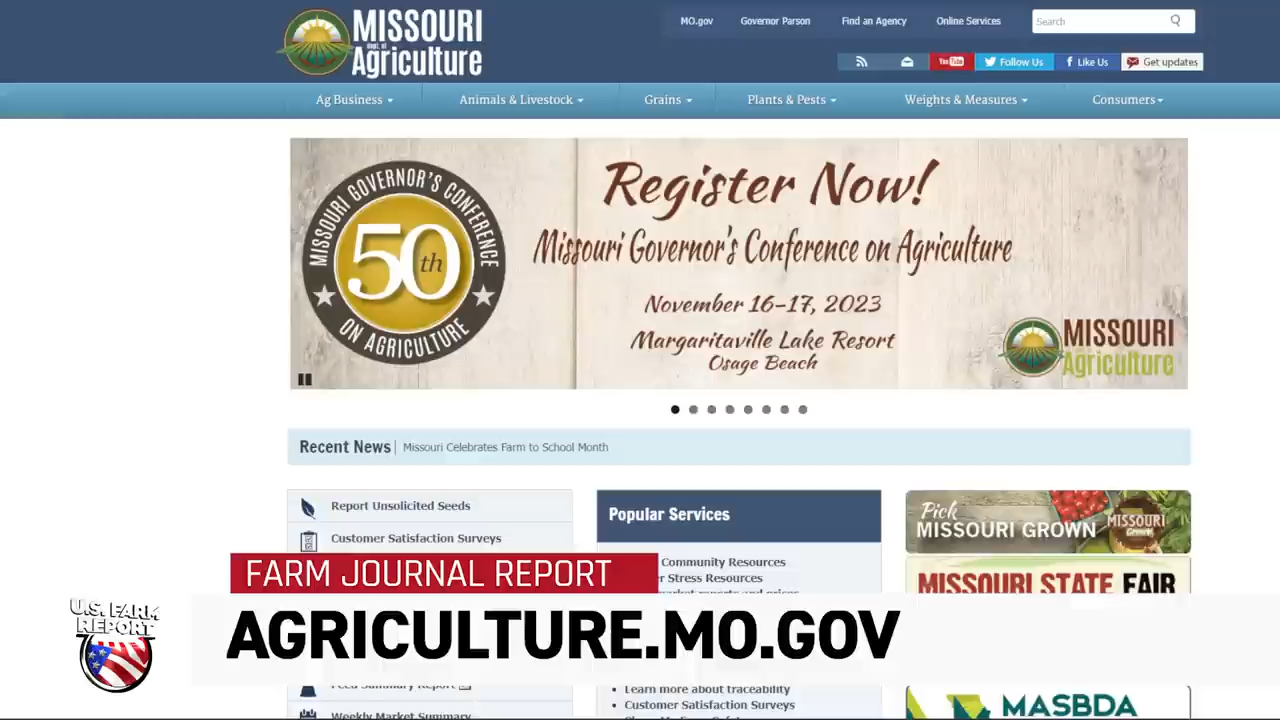 MISSOURI
dept. of
Agriculture
MO.gov
Governor Parson
Find an Agency
Online Services
Search
You Tube
Follow Us
Like Us
Get updates
Ag Business
Animals & Livestock
Grains
Plants & Pests
Weights & Measures
Consumers
MISSOURI GOVERNOR'S CONFERENCE
50th
ON AGRICULTURE
Register Now!
Missouri Governor's Conference on Agriculture
November 16-17, 2023
Margaritaville Lake Resort
Osage Beach
MISSOURI
Agriculture
Recent News
Missouri Celebrates Farm to School Month
Report Unsolicited Seeds
Customer Satisfaction Surveys
Popular Services
Community Resources
Stress Resources
Pick
MISSOURI GROWN
MISSOURI
Grown
MISSOURI STATE FAIR
FARM JOURNAL REPORT
U.S. FARM
REPORT
AGRICULTURE.MO.GOV
Feed Summary Report
Weekly Market Summary
Learn more about traceability
Customer Satisfaction Surveys
MASBDA